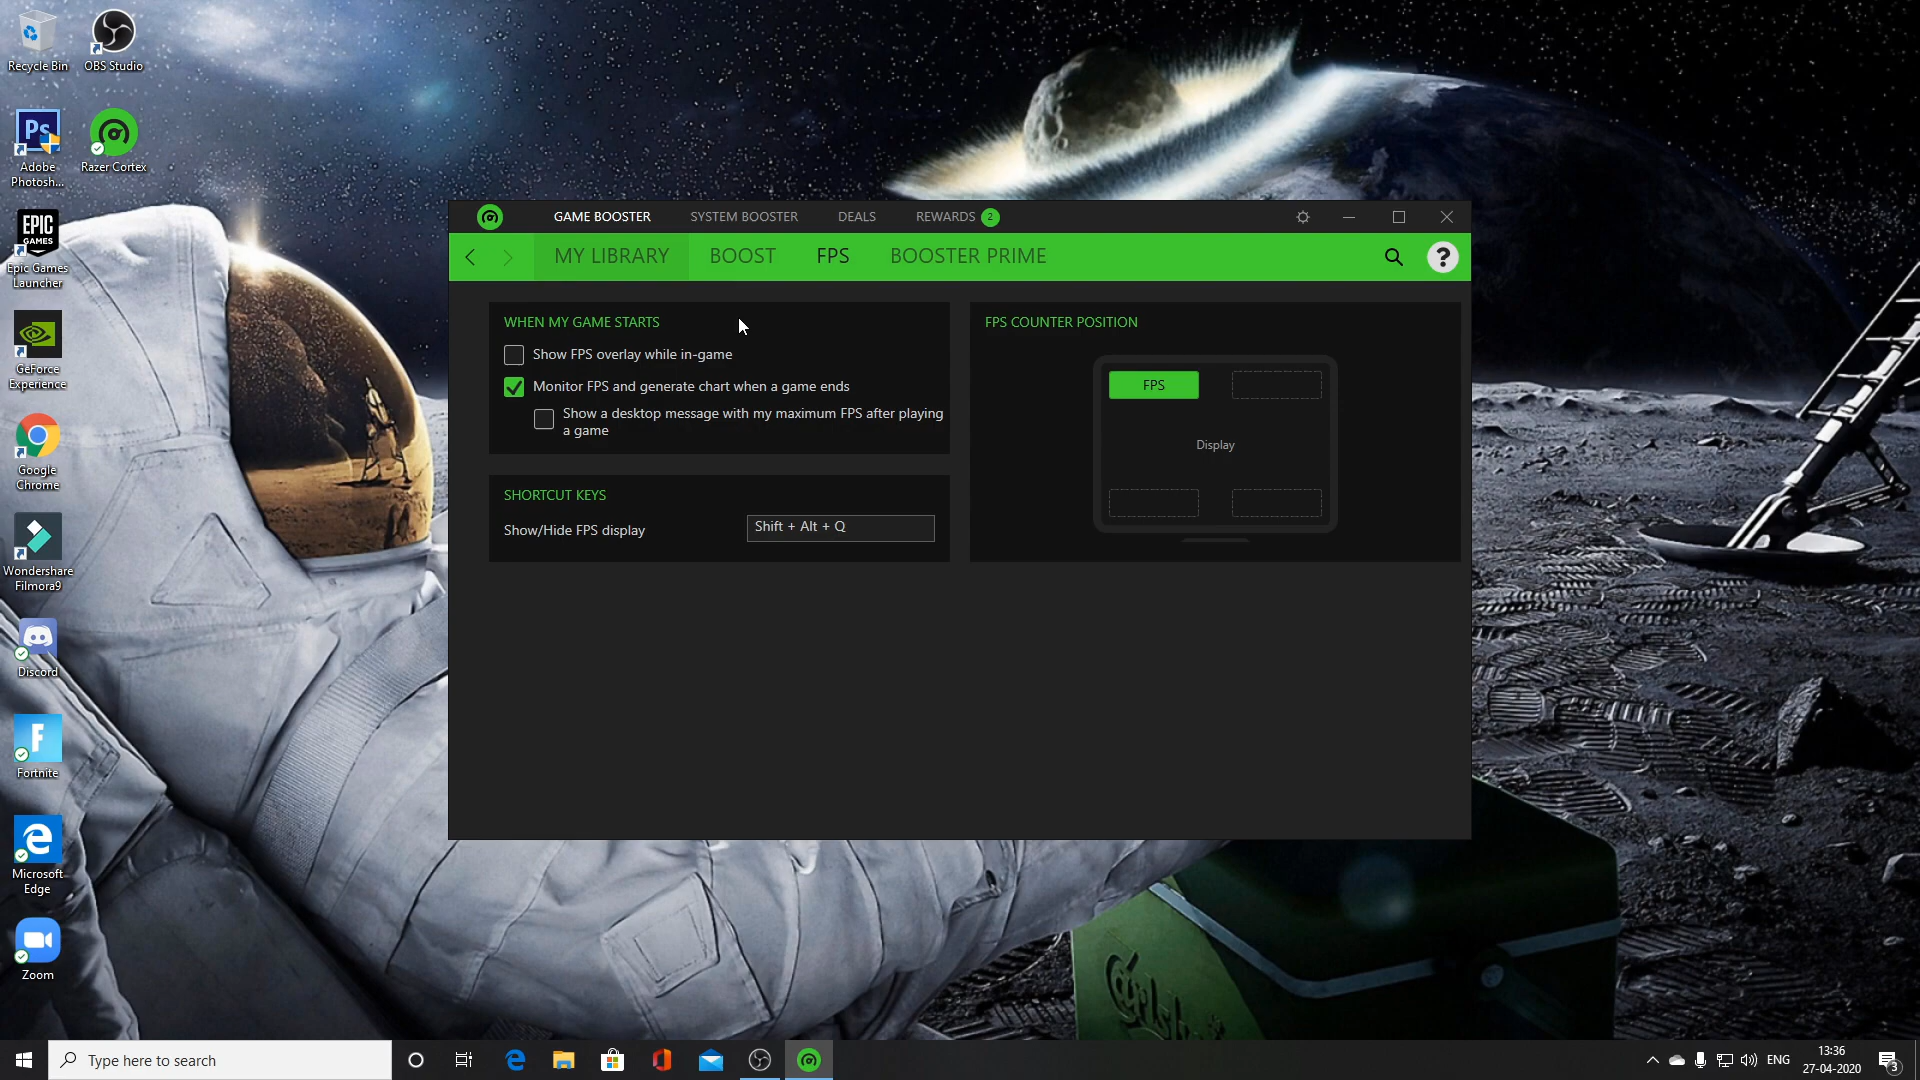 Recycle Bin
OBS Studio
Ps
Adobe
Photosh...
Razer Cortex
EPIC
GAMES
Epic Games
Launcher
GeForce
Experience
Google
Chrome
Wondershare
Filmora9
Discord
F
Fortnite
Microsoft
Edge
Zoom
GAME BOOSTER
SYSTEM BOOSTER
DEALS
REWARDS 2
MY LIBRARY
BOOST
FPS
BOOSTER PRIME
?
WHEN MY GAME STARTS
Show FPS overlay while in-game
Monitor FPS and generate chart when a game ends
Show a desktop message with my maximum FPS after playing
a game
SHORTCUT KEYS
Show/Hide FPS display
Shift + Alt + Q
FPS COUNTER POSITION
FPS
Display
Carlsberg
Type here to search
ENG
13:36
27-04-2020
3